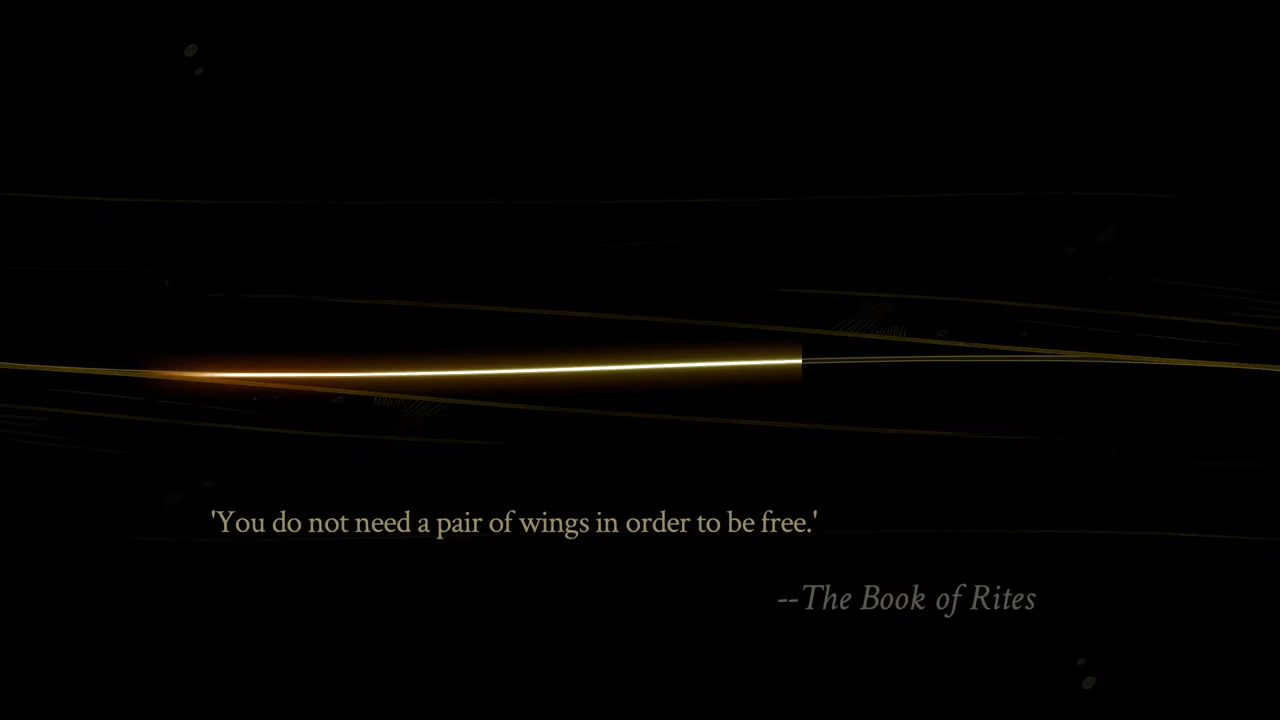 'You do not need a pair of wings in order to be free.'
--The Book of Rites